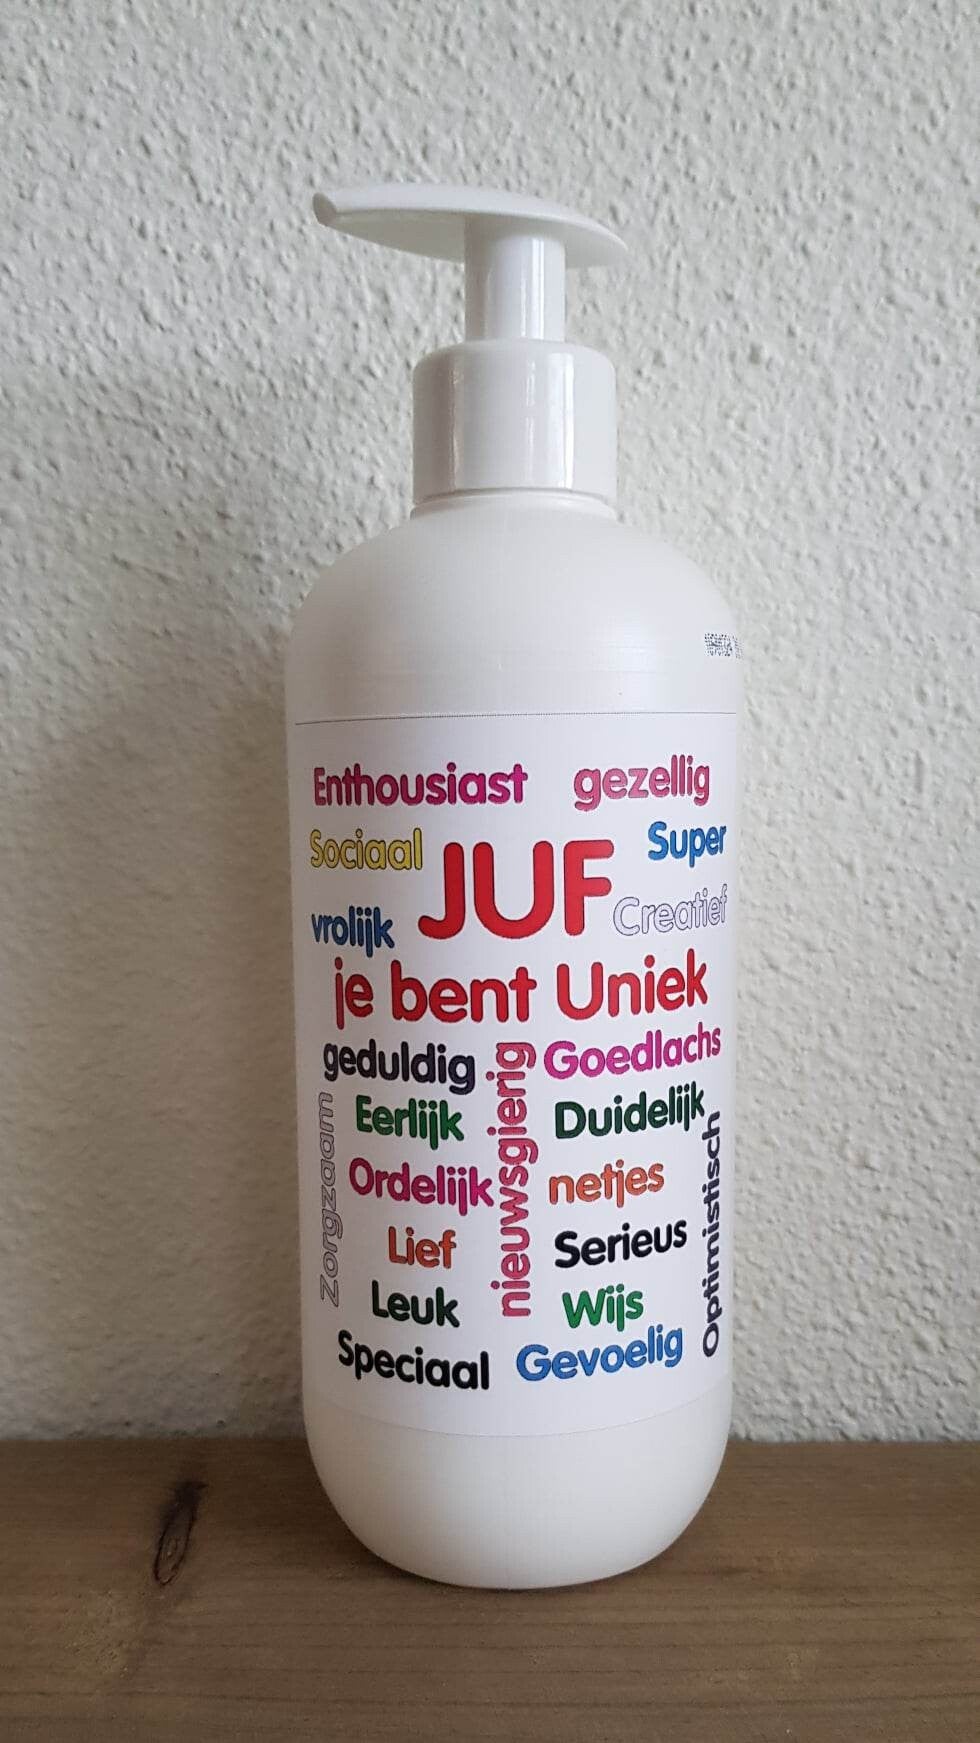 Enthousiast gezellig
Sociaal
JUF
Super
vrolijk
Creatief
je bent Uniek
geduldig
nieuwsgierig
Goedlachs
Zorgzaam
Eerlijk
Duidelijk
Optimistisch
Ordelijk
netjes
Lief
Serieus
Leuk
Wijs
Speciaal
Gevoelig